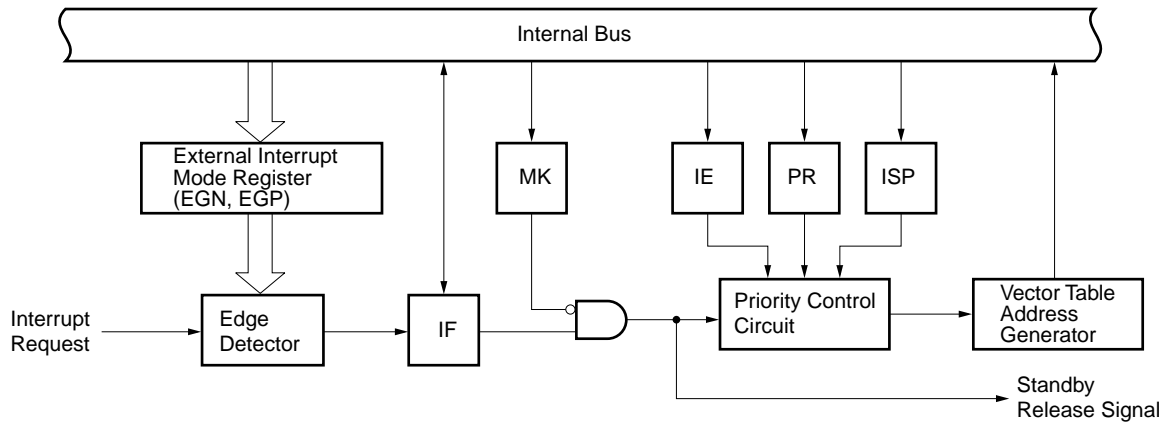 Internal Bus
External Interrupt
Mode Register
(EGN, EGP)
MK
IE
PR
ISP
Interrupt
Request
Edge
Detector
IF
Priority Control
Circuit
Vector Table
Address
Generator
Standby
Release Signal